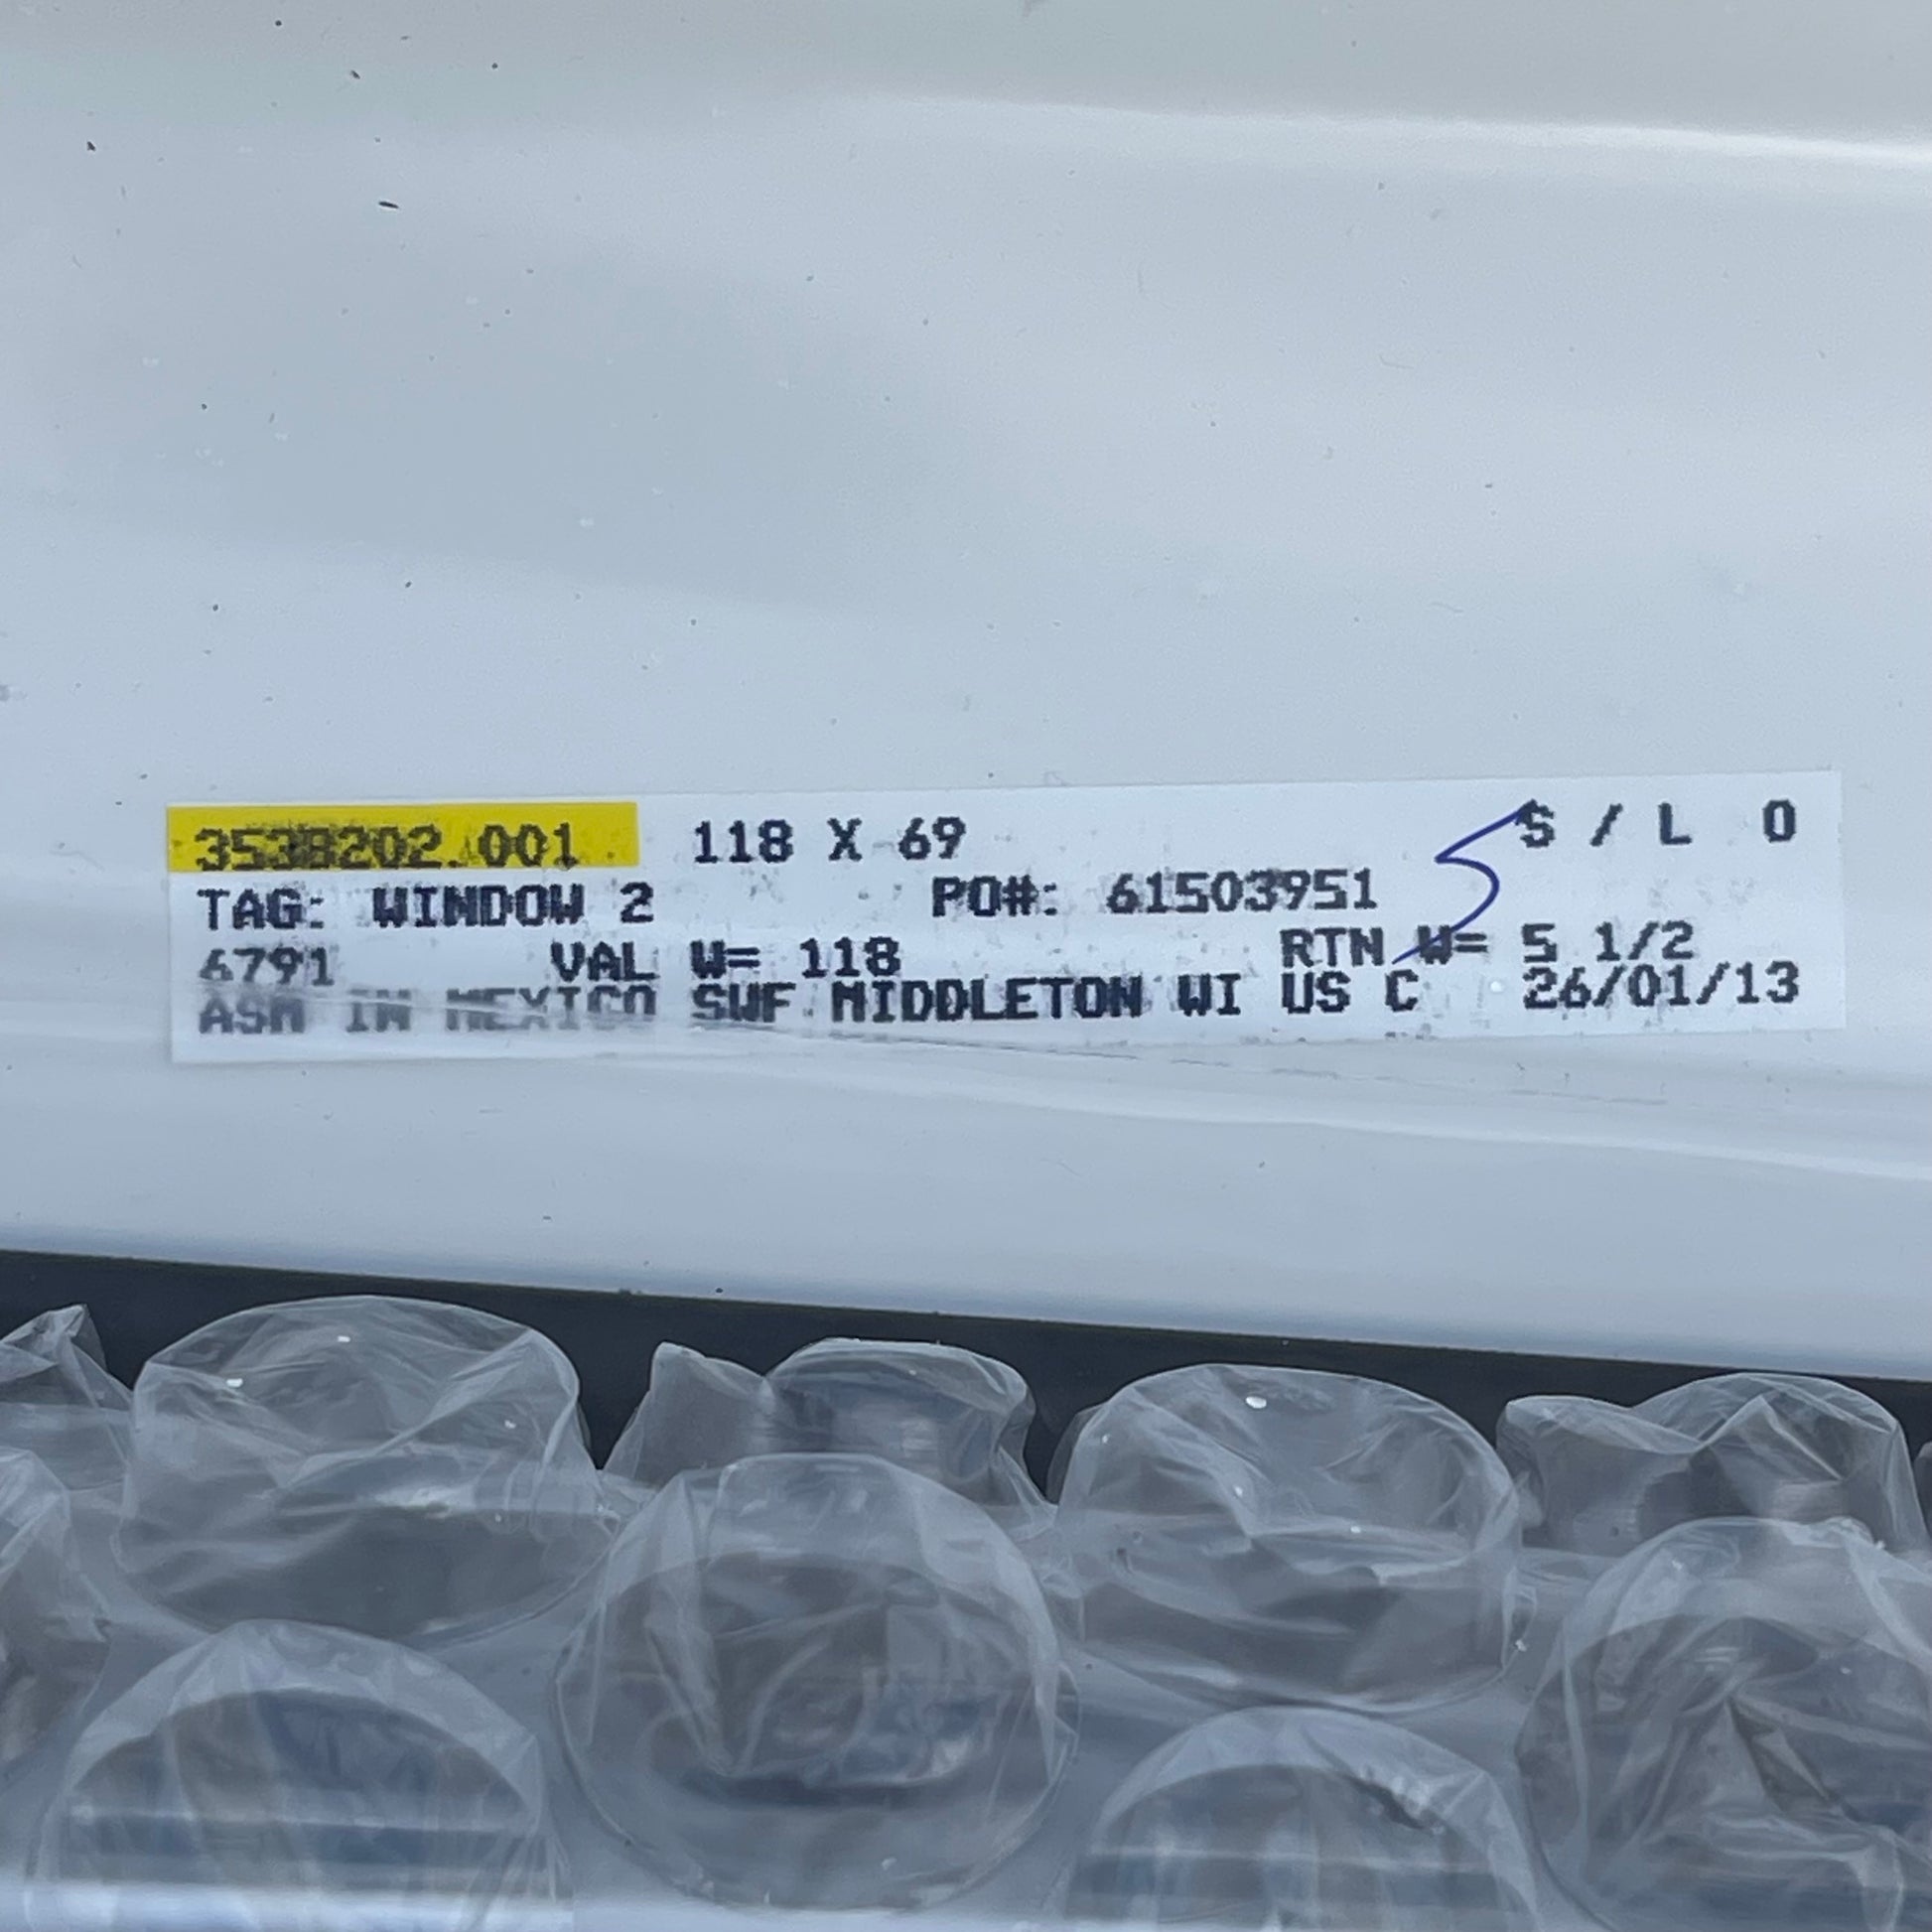 3538202.001 118 X 69 S / L 0
TAG: WINDOW 2 PO#: 61503951
6791 VAL W= 118 RTN W= 5 1/2
ASM IN MEXICO SWF MIDDLETON WI US C 26/01/13